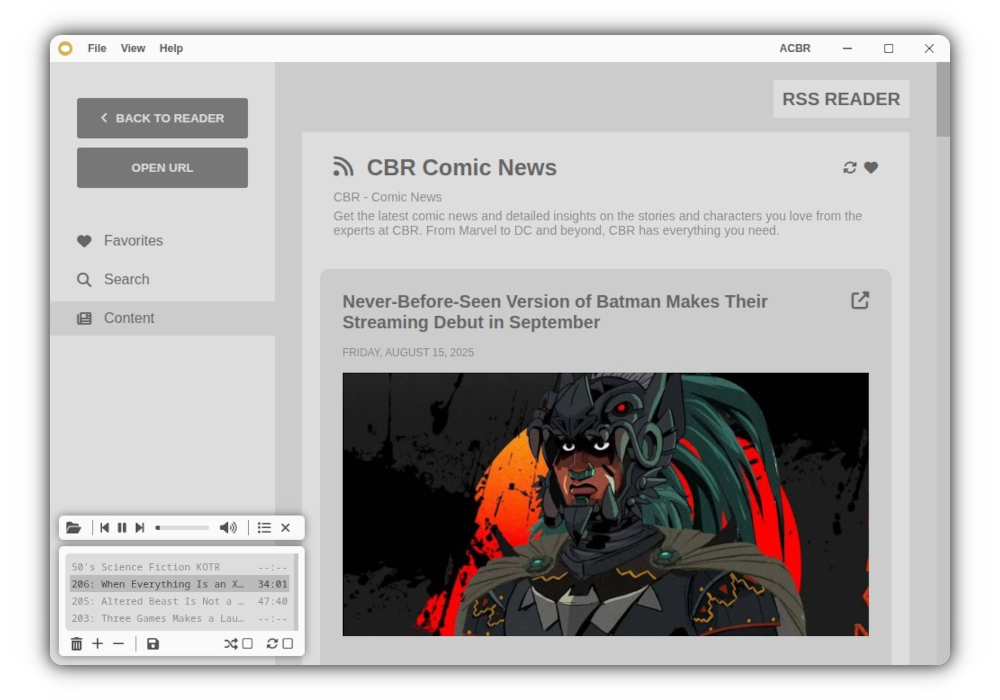 File View Help ACBR
BACK TO READER
OPEN URL
Favorites
Search
Content
RSS READER
CBR Comic News
CBR - Comic News
Get the latest comic news and detailed insights on the stories and characters you love from the
experts at CBR. From Marvel to DC and beyond, CBR has everything you need.
Never-Before-Seen Version of Batman Makes Their
Streaming Debut in September
FRIDAY, AUGUST 15, 2025
50's Science Fiction KOTR --:--
206: When Everything Is an X… 34:01
205: Altered Beast Is Not a … 47:40
203: Three Games Makes a Lau… --:--